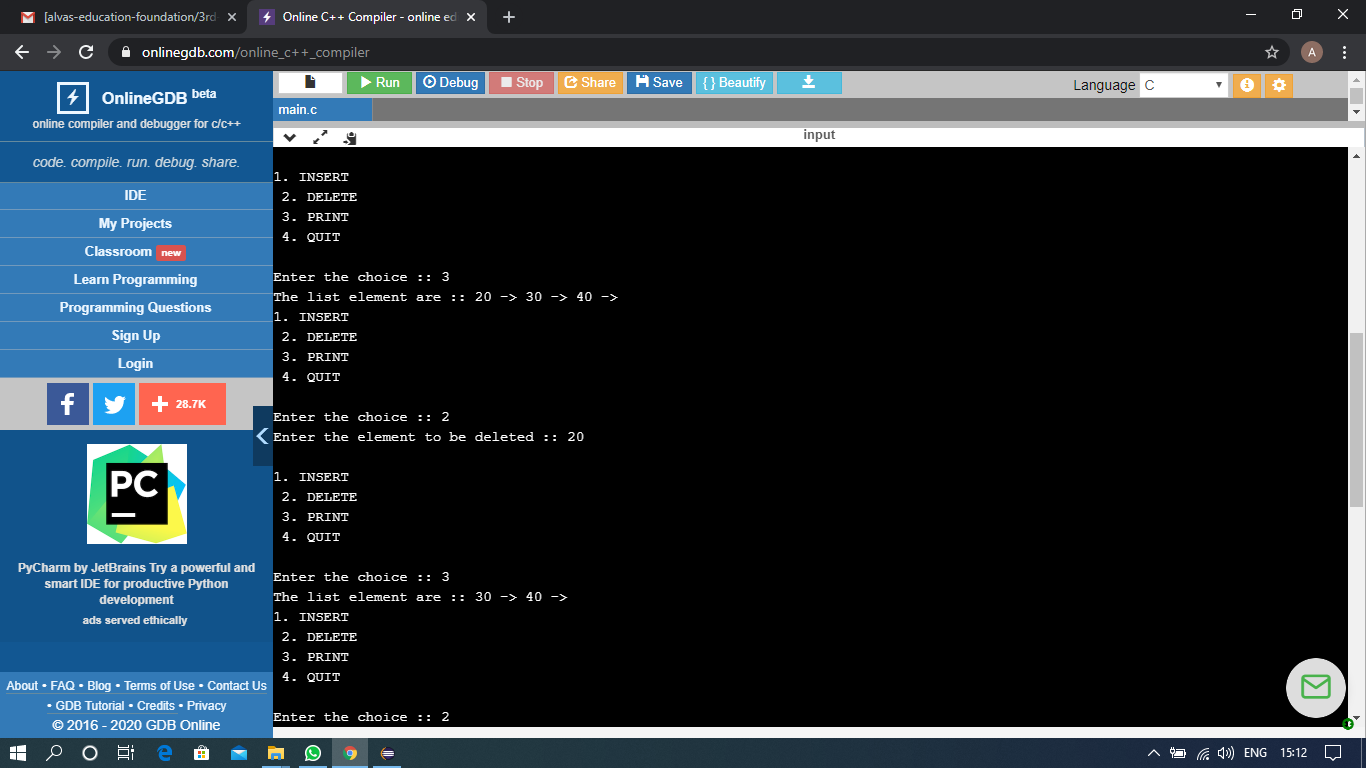 [alvas-education-foundation/3rd
Online C++ Compiler - online ed
onlinegdb.com/online_c++_compiler
A
OnlineGDB beta
online compiler and debugger for c/c++
code. compile. run. debug. share.
IDE
My Projects
Classroom new
Learn Programming
Programming Questions
Sign Up
Login
f
28.7K
PC
PyCharm by JetBrains Try a powerful and
smart IDE for productive Python
development
ads served ethically
About • FAQ • Blog • Terms of Use • Contact Us
• GDB Tutorial • Credits • Privacy
© 2016 - 2020 GDB Online
Run Debug Stop Share Save { } Beautify
Language C
main.c
input
1. INSERT
2. DELETE
3. PRINT
4. QUIT
Enter the choice :: 3
The list element are :: 20 -> 30 -> 40 ->
1. INSERT
2. DELETE
3. PRINT
4. QUIT
Enter the choice :: 2
Enter the element to be deleted :: 20
1. INSERT
2. DELETE
3. PRINT
4. QUIT
Enter the choice :: 3
The list element are :: 30 -> 40 ->
1. INSERT
2. DELETE
3. PRINT
4. QUIT
Enter the choice :: 2
ENG 15:12